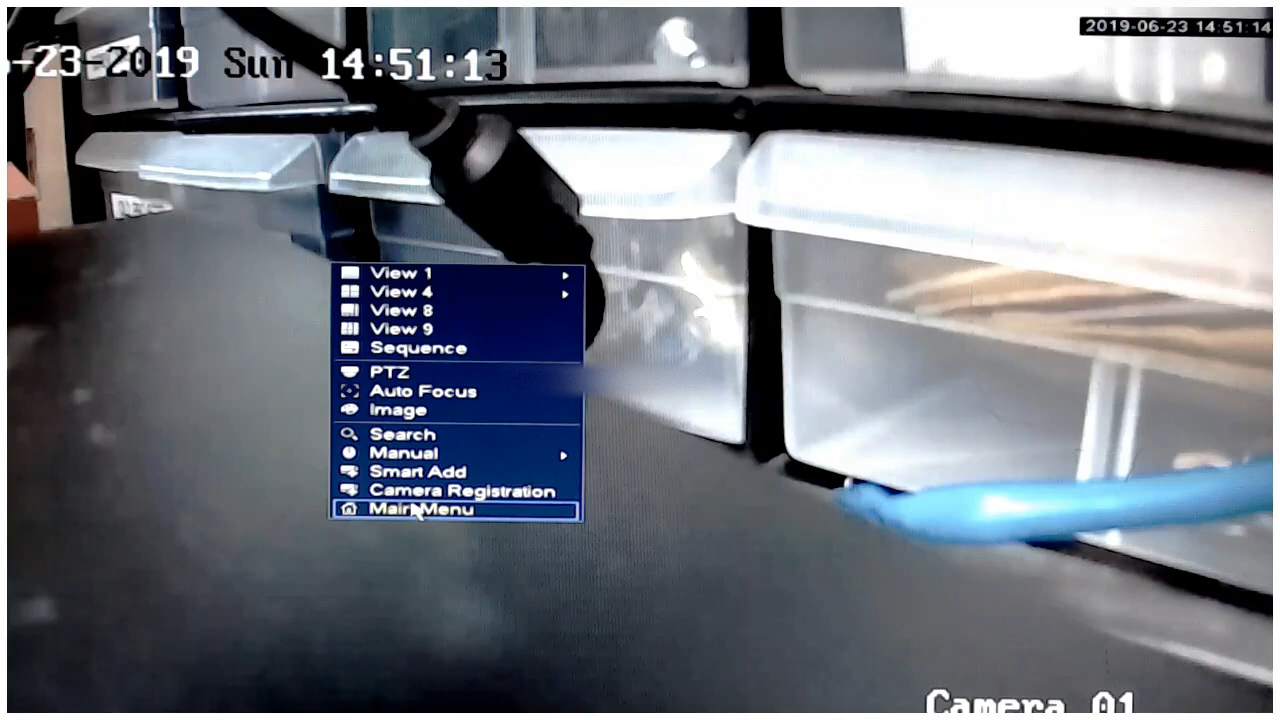 2019-06-23 14:51:14
-23-2019 Sun 14:51:13
View 1
View 4
View 8
View 9
Sequence
PTZ
Auto Focus
Image
Search
Manual
Smart Add
Camera Registration
Main Menu
Camera 01